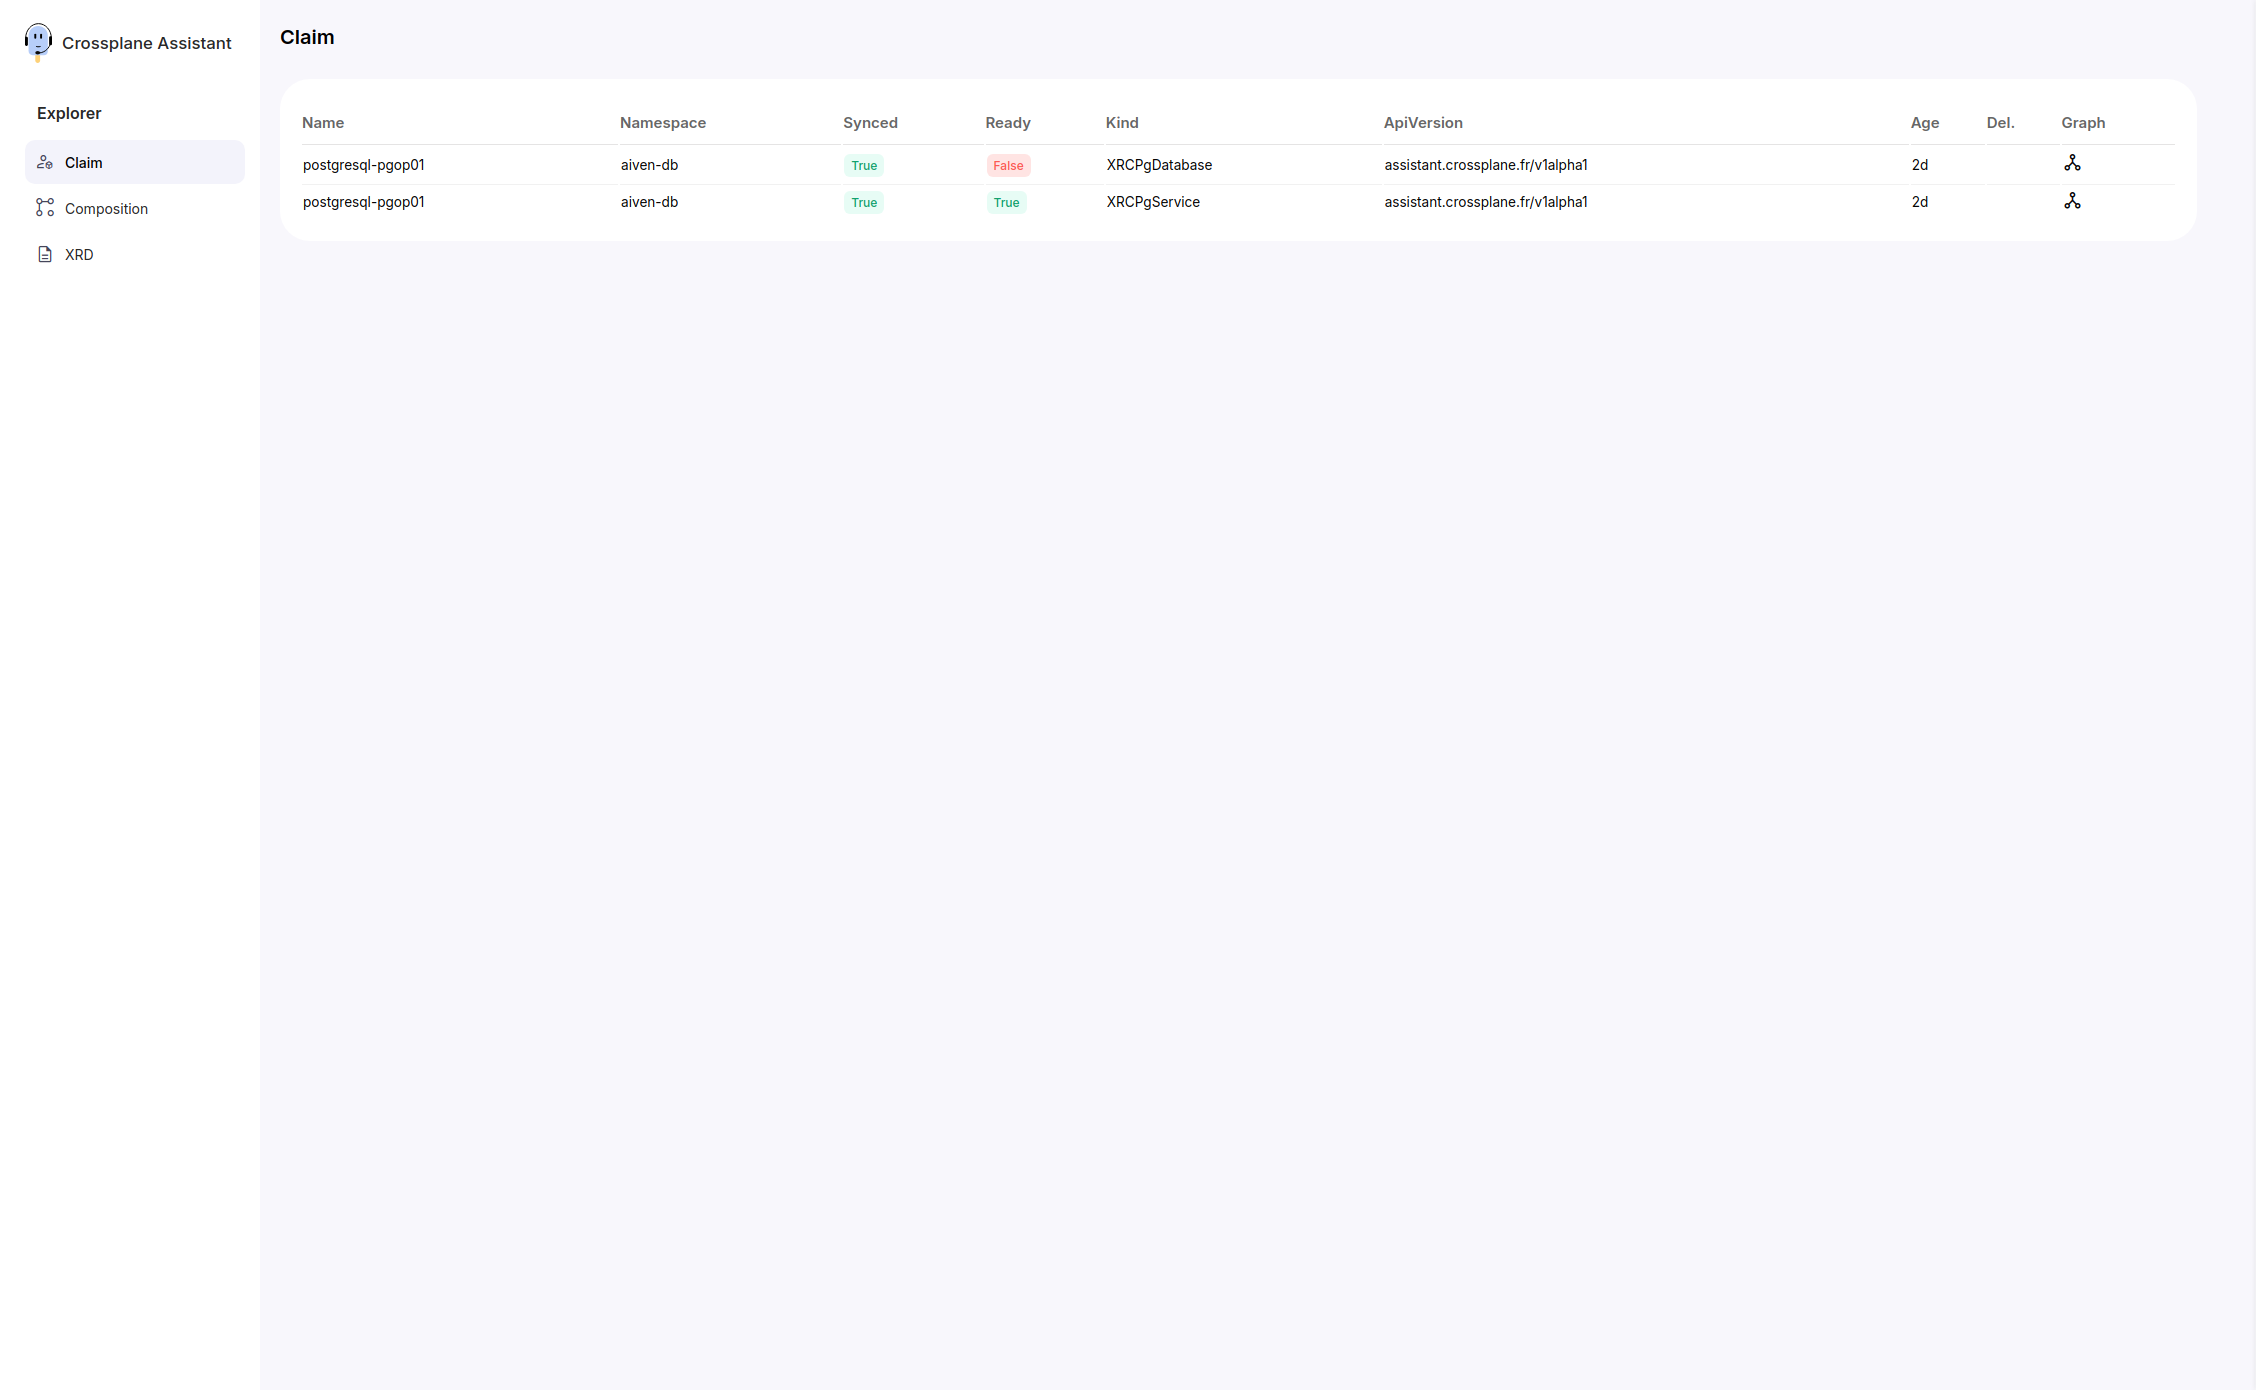 Crossplane Assistant
Explorer
Claim
Composition
XRD
Claim
Name Namespace Synced Ready Kind ApiVersion Age Del. Graph
postgresql-pgop01 aiven-db True False XRCPgDatabase assistant.crossplane.fr/v1alpha1 2d
postgresql-pgop01 aiven-db True True XRCPgService assistant.crossplane.fr/v1alpha1 2d